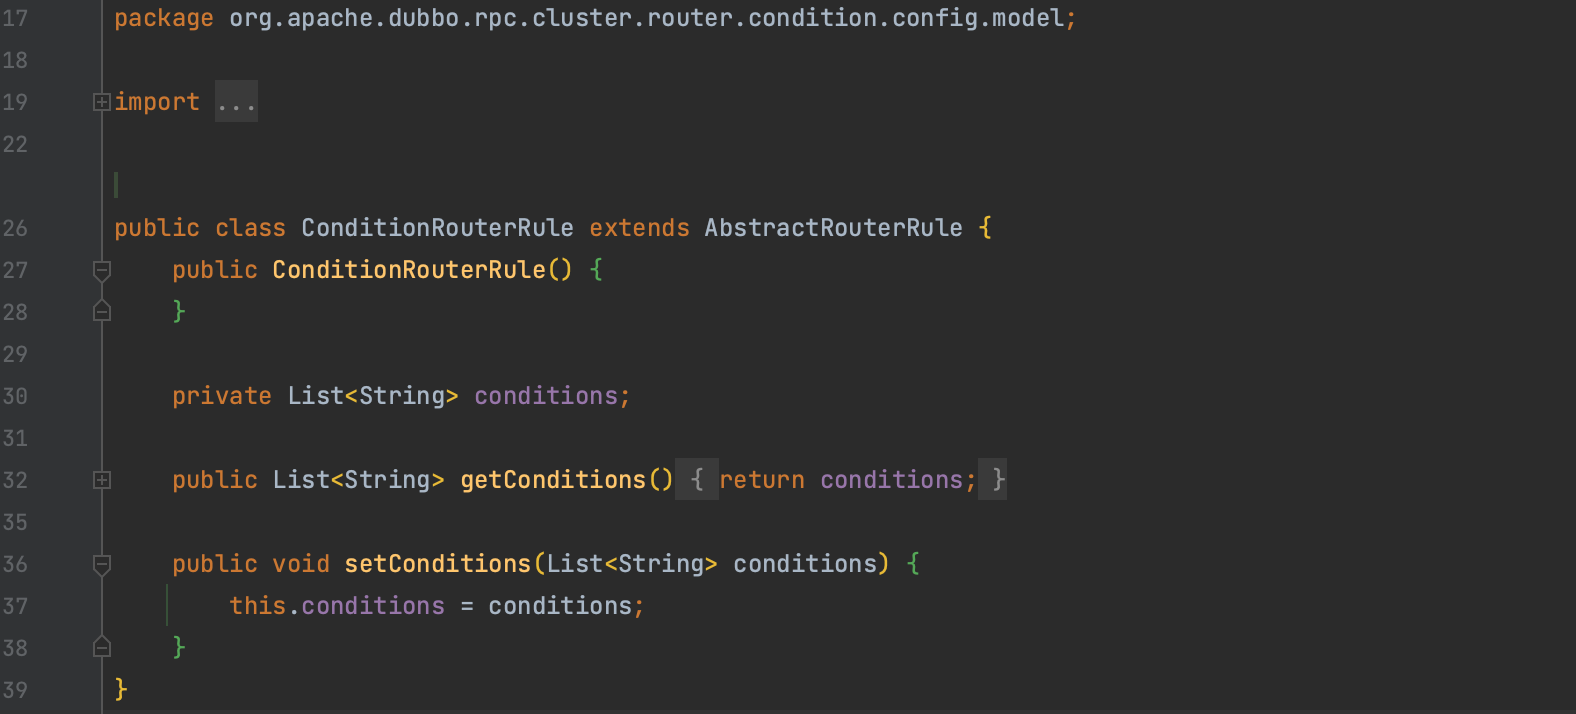 17 package org.apache.dubbo.rpc.cluster.router.condition.config.model;
18
19 import ...
22
26 public class ConditionRouterRule extends AbstractRouterRule {
27     public ConditionRouterRule() {
28     }
29
30     private List<String> conditions;
31
32     public List<String> getConditions() { return conditions; }
35
36     public void setConditions(List<String> conditions) {
37         this.conditions = conditions;
38     }
39 }